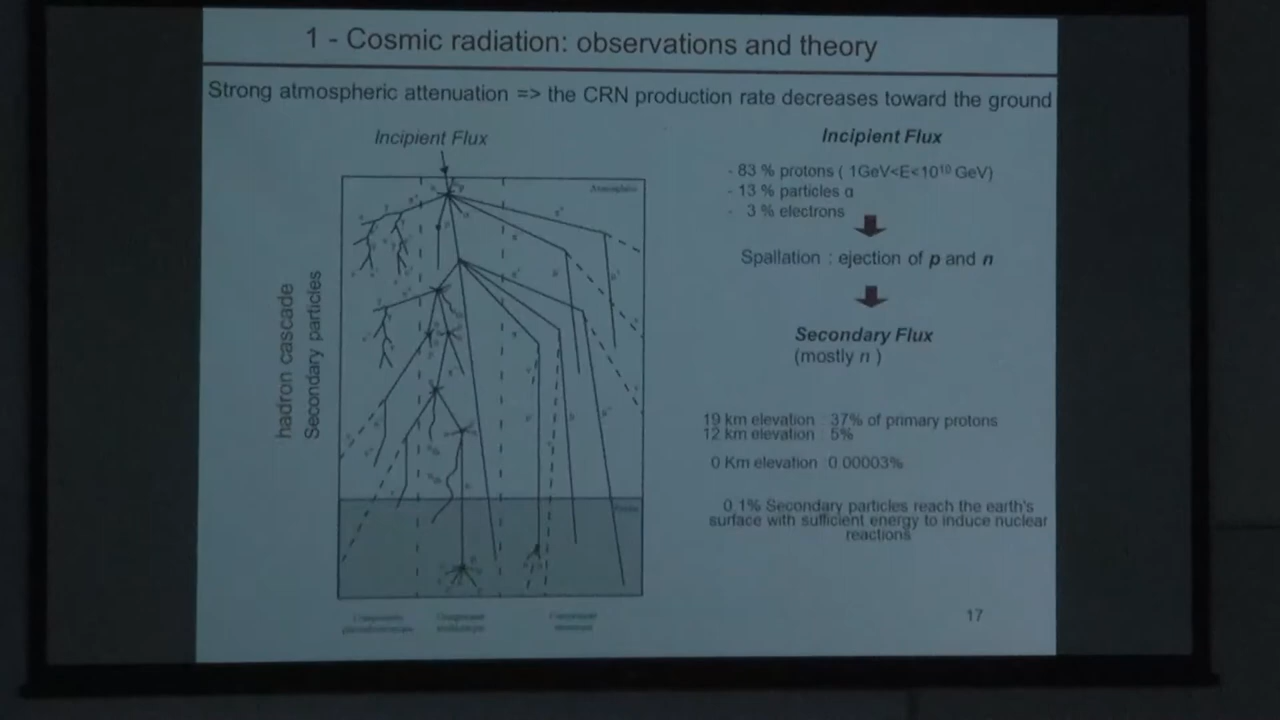 1 - Cosmic radiation: observations and theory
Strong atmospheric attenuation => the CRN production rate decreases toward the ground
Incipient Flux
hadron cascade
Secondary particles
Incipient Flux
- 83 % protons ( 1GeV<E<10¹⁰ GeV)
- 13 % particles α
- 3 % electrons
Spallation : ejection of p and n
Secondary Flux
(mostly n )
19 km elevation : 37% of primary protons
12 km elevation : 5%
0 Km elevation : 0.00003%
0.1% Secondary particles reach the earth's
surface with sufficient energy to induce nuclear
reactions
17